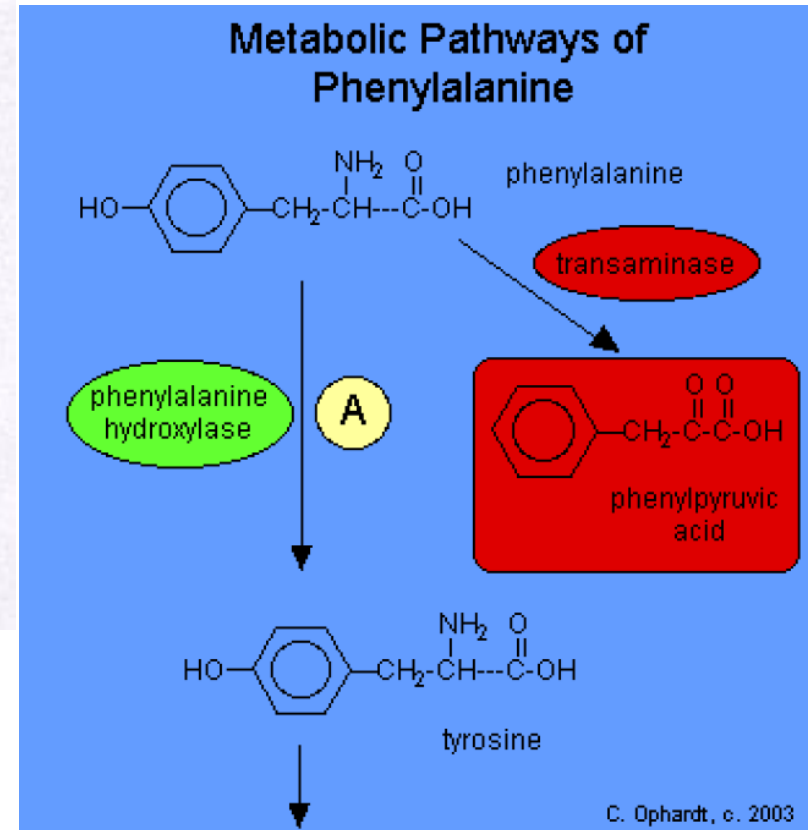 Metabolic Pathways of
Phenylalanine
NH₂ O
HO CH₂-CH---C-OH
phenylalanine
transaminase
phenylalanine
hydroxylase
A
O O
CH₂-C-C-OH
phenylpyruvic
acid
NH₂ O
HO CH₂-CH---C-OH
tyrosine
C. Ophardt, c. 2003